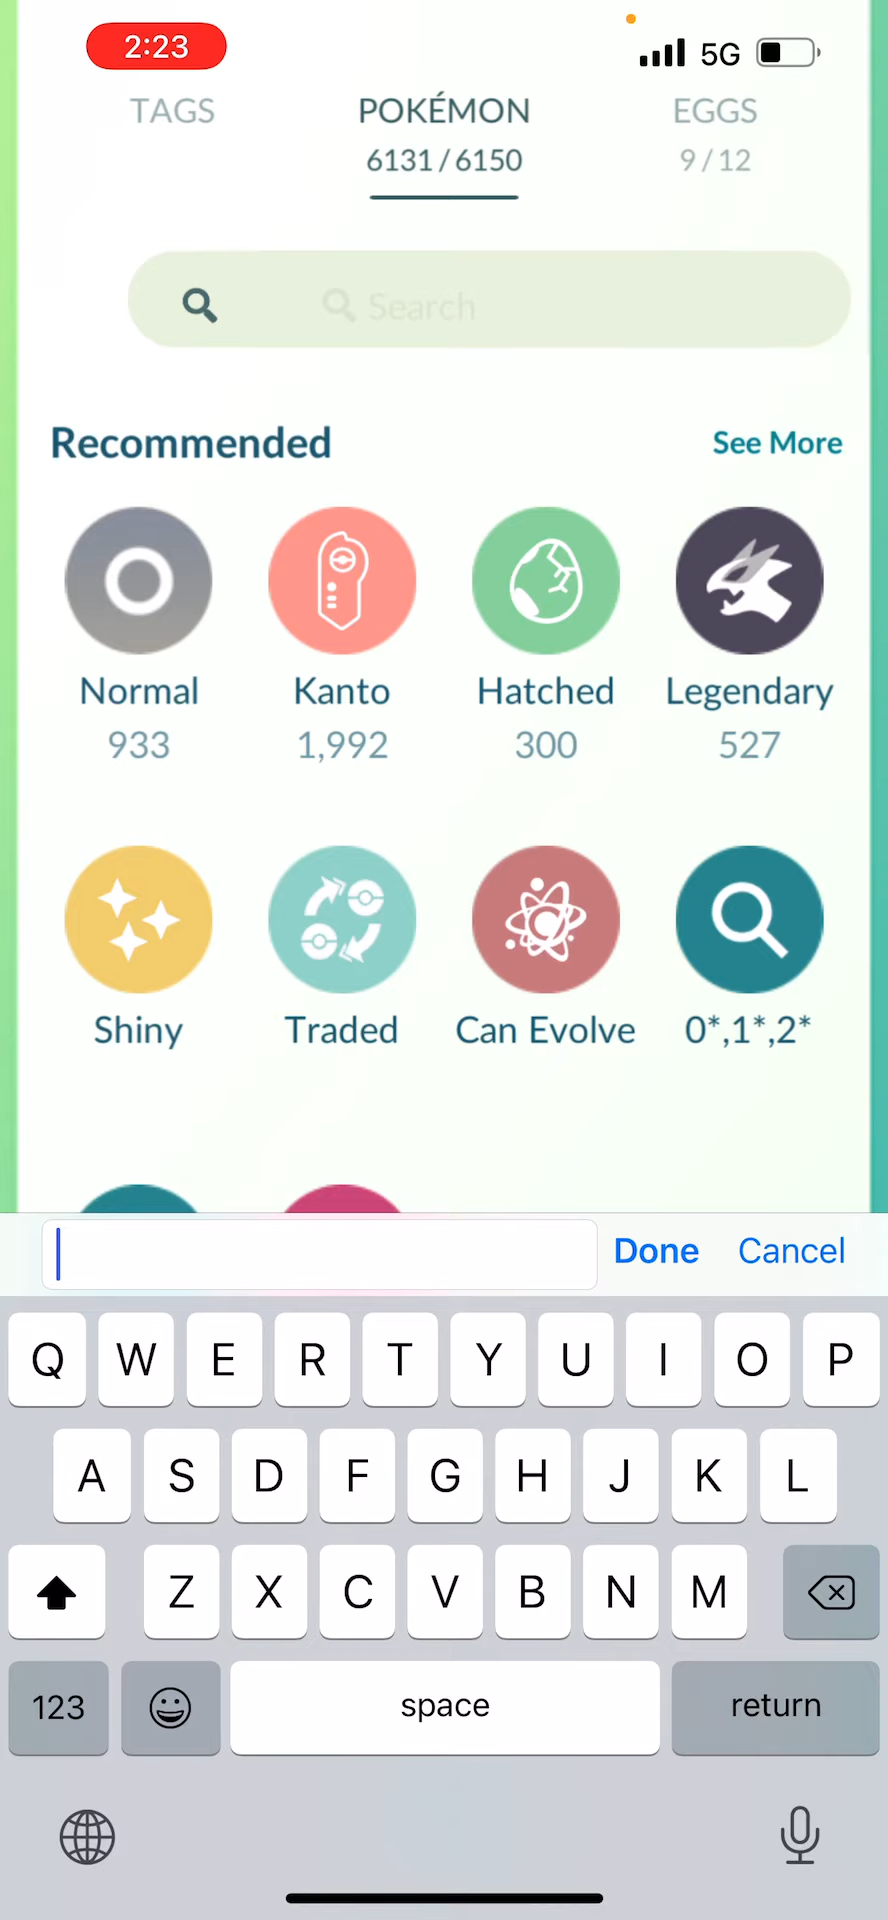 2:23
5G
TAGS
POKÉMON
EGGS
6131 / 6150
9 / 12
Search
Recommended
See More
Normal
Kanto
Hatched
Legendary
933
1,992
300
527
Shiny
Traded
Can Evolve
0*,1*,2*
Done
Cancel
Q W E R T Y U I O P
A S D F G H J K L
Z X C V B N M
123
space
return